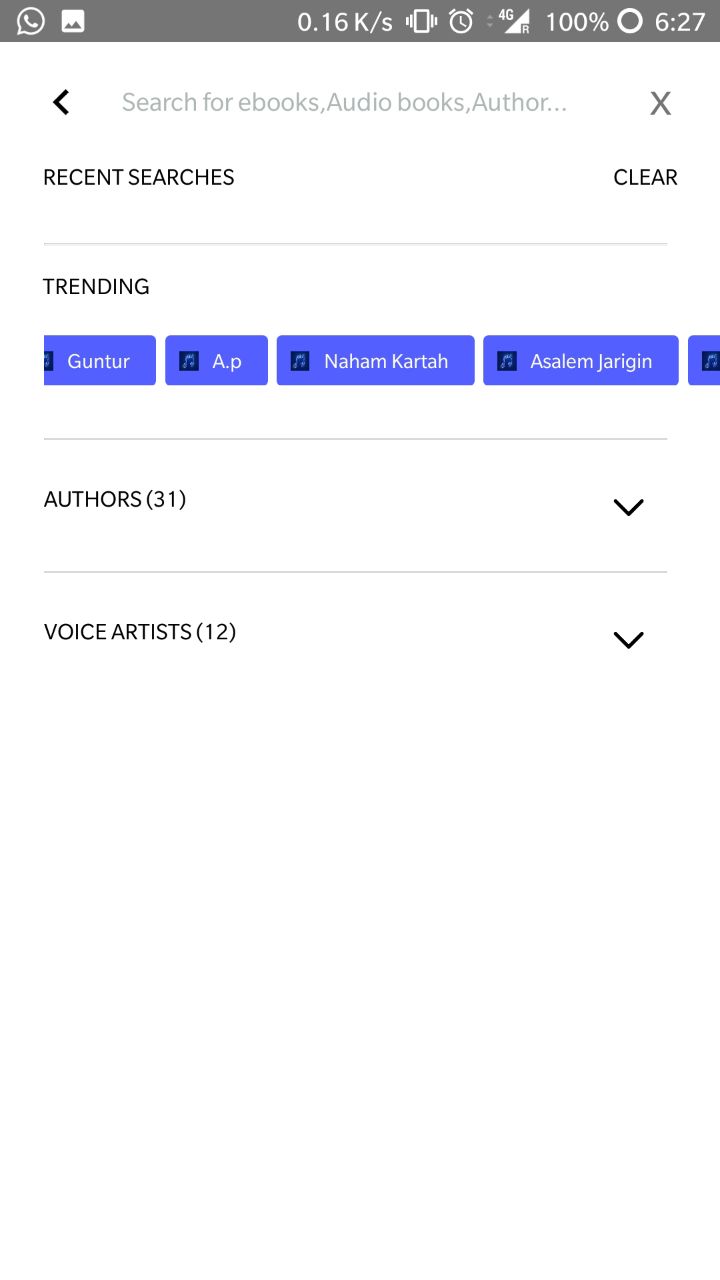 0.16 K/s 4G R 100% 6:27
Search for ebooks,Audio books,Author... X
RECENT SEARCHES CLEAR
TRENDING
Guntur A.p Naham Kartah Asalem Jarigin
AUTHORS (31)
VOICE ARTISTS (12)